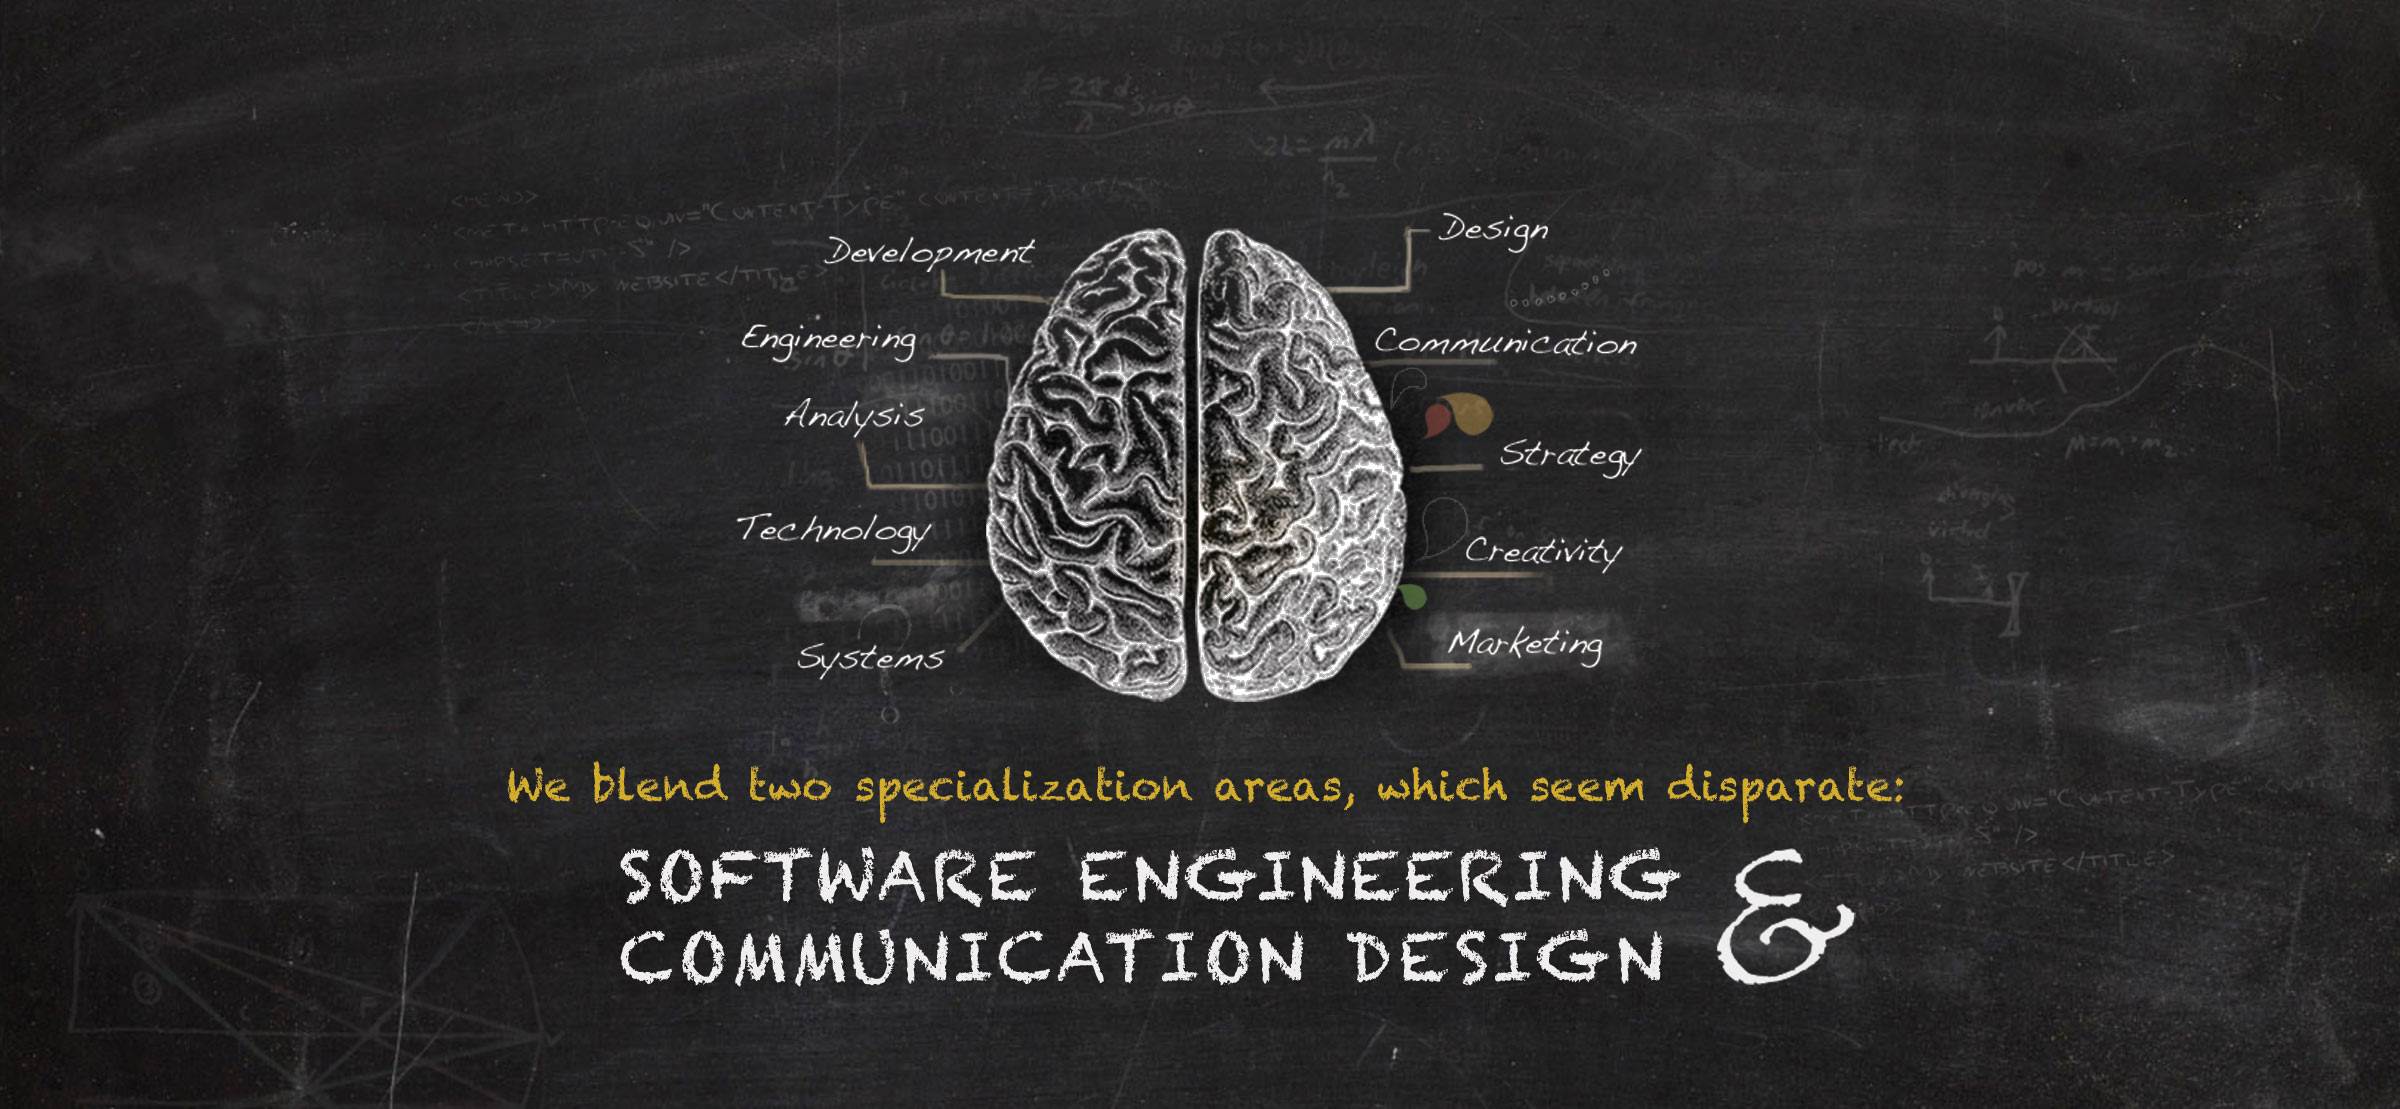 Development
Engineering
Analysis
Technology
Systems
Design
Communication
Strategy
Creativity
Marketing
We blend two specialization areas, which seem disparate:
SOFTWARE ENGINEERING &
COMMUNICATION DESIGN